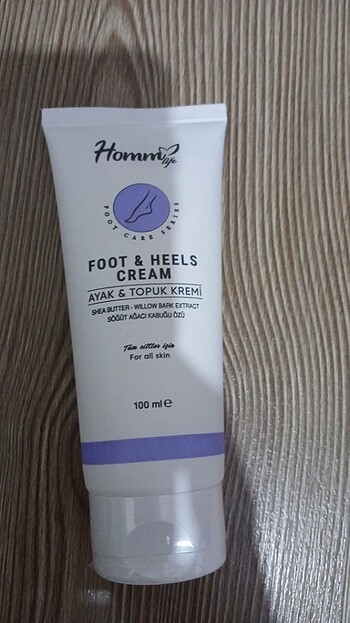 Homm life
FOOT CARE SERIES
FOOT & HEELS
CREAM
AYAK & TOPUK KREMİ
SHEA BUTTER - WILLOW BARK EXTRACT
SÖĞÜT AĞACI KABUĞU ÖZÜ
Tüm ciltler için
For all skin
100 ml e